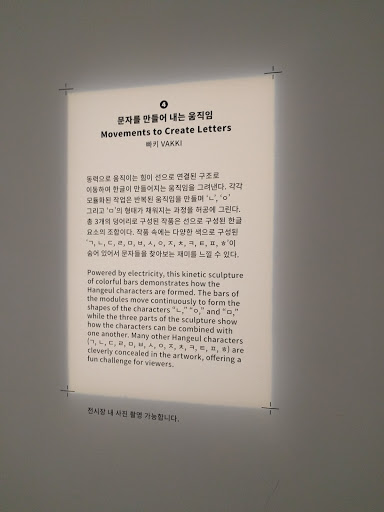 4
문자를 만들어 내는 움직임
Movements to Create Letters
빠키 VAKKI
동력으로 움직이는 힘이 선으로 연결된 구조로
이동하며 한글이 만들어지는 움직임을 그려낸다. 각각
모듈화된 작업은 반복된 움직임을 만들며 ‘ㄴ’, ‘ㅇ’
그리고 ‘ㅁ’의 형태가 채워지는 과정을 허공에 그린다.
총 3개의 덩어리로 구성된 작품은 선으로 구성된 한글
요소의 조합이다. 작품 속에는 다양한 색으로 구성된
‘ㄱ, ㄴ, ㄷ, ㄹ, ㅁ, ㅂ, ㅅ, ㅇ, ㅈ, ㅊ, ㅋ, ㅌ, ㅍ, ㅎ’이
숨어 있어서 문자들을 찾아보는 재미를 느낄 수 있다.
Powered by electricity, this kinetic sculpture
of colorful bars demonstrates how the
Hangeul characters are formed. The bars of
the modules move continuously to form the
shapes of the characters “ㄴ,” “ㅇ,” and “ㅁ,”
while the three parts of the sculpture show
how the characters can be combined with
one another. Many other Hangeul characters
(ㄱ, ㄴ, ㄷ, ㄹ, ㅁ, ㅂ, ㅅ, ㅇ, ㅈ, ㅊ, ㅋ, ㅌ, ㅍ, ㅎ) are
cleverly concealed in the artwork, offering a
fun challenge for viewers.
전시장 내 사진 촬영 가능합니다.